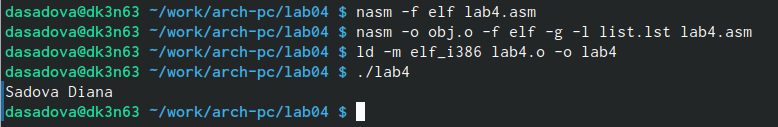 dasadova@dk3n63 ~/work/arch-pc/lab04 $ nasm -f elf lab4.asm
dasadova@dk3n63 ~/work/arch-pc/lab04 $ nasm -o obj.o -f elf -g -l list.lst lab4.asm
dasadova@dk3n63 ~/work/arch-pc/lab04 $ ld -m elf_i386 lab4.o -o lab4
dasadova@dk3n63 ~/work/arch-pc/lab04 $ ./lab4
Sadova Diana
dasadova@dk3n63 ~/work/arch-pc/lab04 $